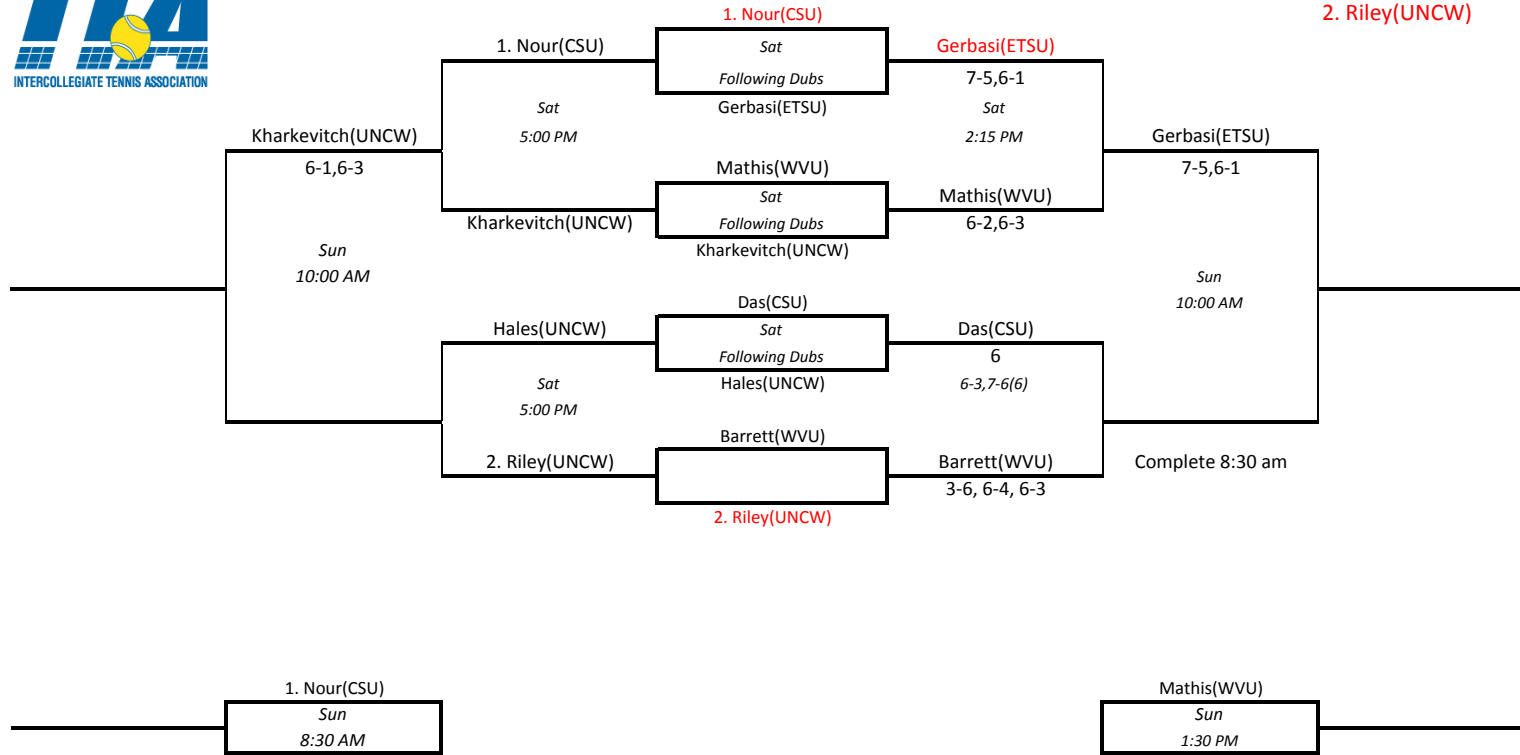 ITA
INTERCOLLEGIATE TENNIS ASSOCIATION
1. Nour(CSU)
2. Riley(UNCW)
1. Nour(CSU)
Sat
Gerbasi(ETSU)
Following Dubs
7-5,6-1
Sat
Gerbasi(ETSU)
Sat
Kharkevitch(UNCW)
5:00 PM
2:15 PM
Gerbasi(ETSU)
6-1,6-3
Mathis(WVU)
7-5,6-1
Sat
Mathis(WVU)
Kharkevitch(UNCW)
Following Dubs
6-2,6-3
Sun
Kharkevitch(UNCW)
10:00 AM
Sun
Das(CSU)
10:00 AM
Hales(UNCW)
Sat
Das(CSU)
Following Dubs
6
Sat
Hales(UNCW)
6-3,7-6(6)
5:00 PM
Barrett(WVU)
2. Riley(UNCW)
Barrett(WVU)
Complete 8:30 am
3-6, 6-4, 6-3
2. Riley(UNCW)
1. Nour(CSU)
Mathis(WVU)
Sun
Sun
8:30 AM
1:30 PM